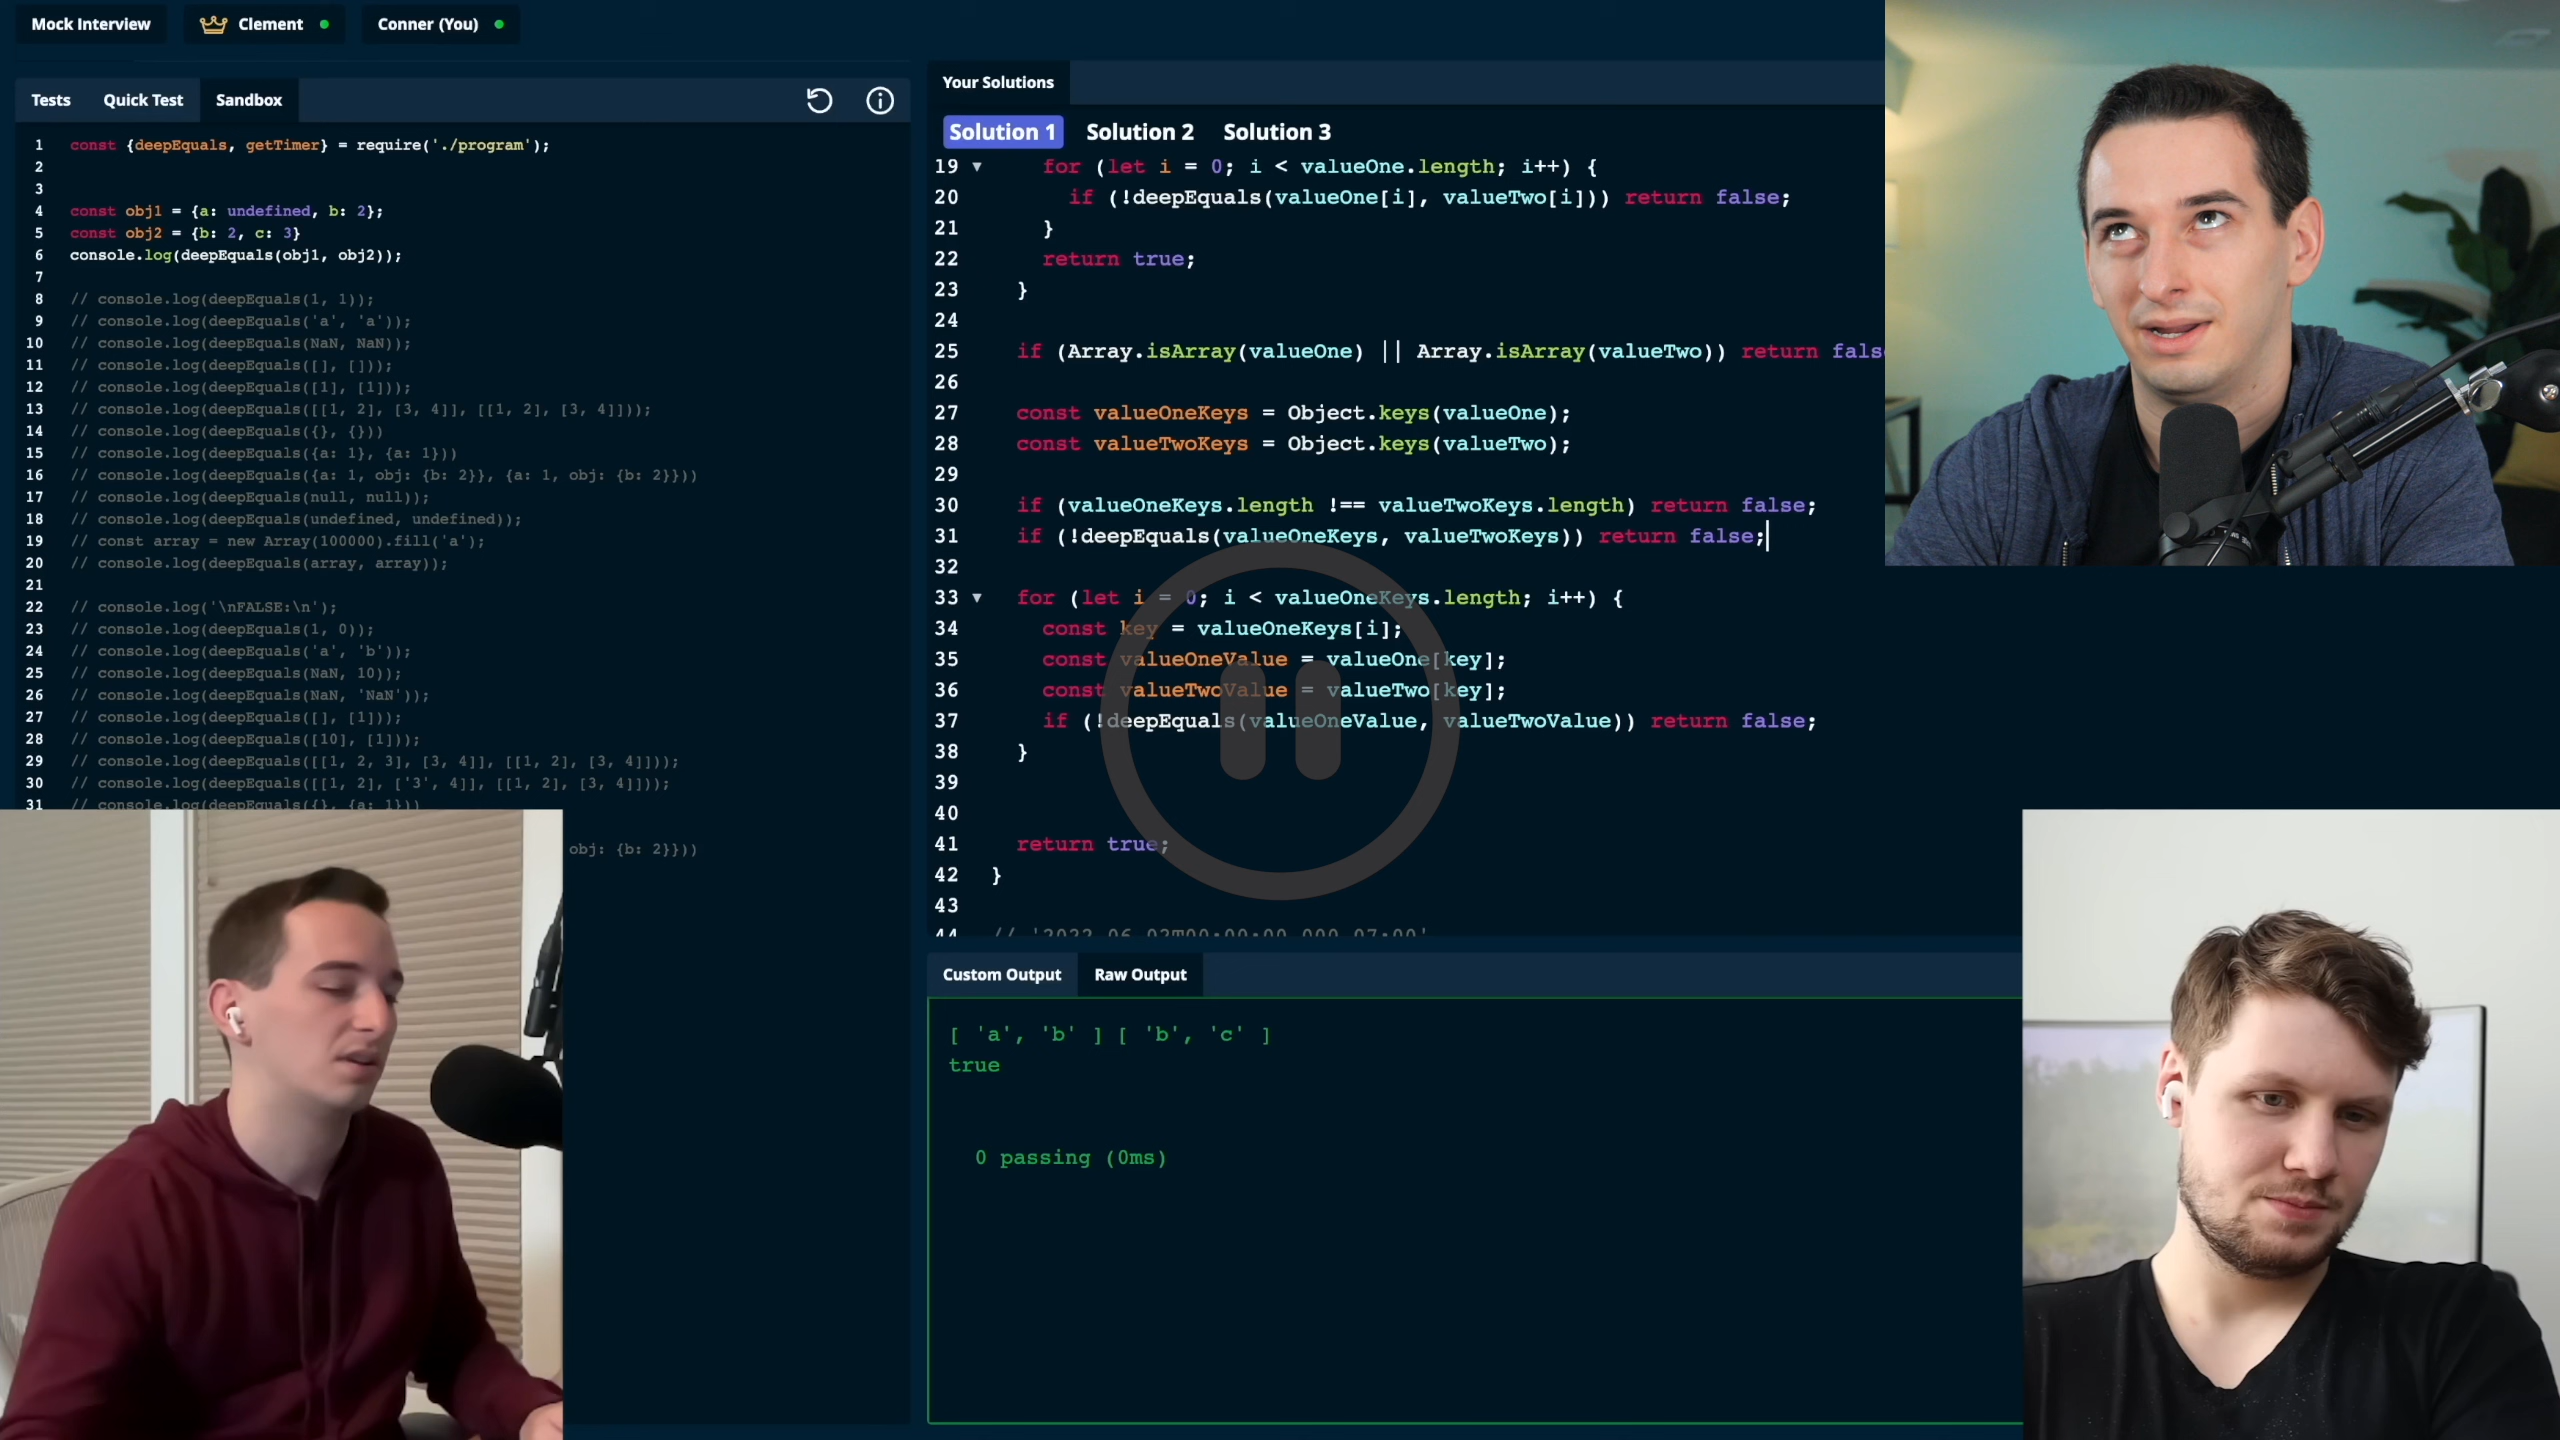 Mock Interview
Clement
Conner (You)
Tests
Quick Test
Sandbox
1 const {deepEquals, getTimer} = require('./program');
2
3
4 const obj1 = {a: undefined, b: 2};
5 const obj2 = {b: 2, c: 3}
6 console.log(deepEquals(obj1, obj2));
7
8 // console.log(deepEquals(1, 1));
9 // console.log(deepEquals('a', 'a'));
10 // console.log(deepEquals(NaN, NaN));
11 // console.log(deepEquals([], []));
12 // console.log(deepEquals([1], [1]));
13 // console.log(deepEquals([[1, 2], [3, 4]], [[1, 2], [3, 4]]));
14 // console.log(deepEquals({}, {}))
15 // console.log(deepEquals({a: 1}, {a: 1}))
16 // console.log(deepEquals({a: 1, obj: {b: 2}}, {a: 1, obj: {b: 2}}))
17 // console.log(deepEquals(null, null));
18 // console.log(deepEquals(undefined, undefined));
19 // const array = new Array(100000).fill('a');
20 // console.log(deepEquals(array, array));
21
22 // console.log('\nFALSE:\n');
23 // console.log(deepEquals(1, 0));
24 // console.log(deepEquals('a', 'b'));
25 // console.log(deepEquals(NaN, 10));
26 // console.log(deepEquals(NaN, 'NaN'));
27 // console.log(deepEquals([], [1]));
28 // console.log(deepEquals([10], [1]));
29 // console.log(deepEquals([[1, 2, 3], [3, 4]], [[1, 2], [3, 4]]));
30 // console.log(deepEquals([[1, 2], ['3', 4]], [[1, 2], [3, 4]]));
31 // console.log(deepEquals({}, {a: 1}))
obj: {b: 2}}))
Your Solutions
Solution 1
Solution 2
Solution 3
19 for (let i = 0; i < valueOne.length; i++) {
20 if (!deepEquals(valueOne[i], valueTwo[i])) return false;
21 }
22 return true;
23 }
24
25 if (Array.isArray(valueOne) || Array.isArray(valueTwo)) return fals
26
27 const valueOneKeys = Object.keys(valueOne);
28 const valueTwoKeys = Object.keys(valueTwo);
29
30 if (valueOneKeys.length !== valueTwoKeys.length) return false;
31 if (!deepEquals(valueOneKeys, valueTwoKeys)) return false;
32
33 for (let i = 0; i < valueOneKeys.length; i++) {
34 const key = valueOneKeys[i];
35 const valueOneValue = valueOne[key];
36 const valueTwoValue = valueTwo[key];
37 if (!deepEquals(valueOneValue, valueTwoValue)) return false;
38 }
39
40
41 return true;
42 }
43
44 // '2022-06-02T00:00:00.000-07:00'
Custom Output
Raw Output
[ 'a', 'b' ] [ 'b', 'c' ]
true
0 passing (0ms)